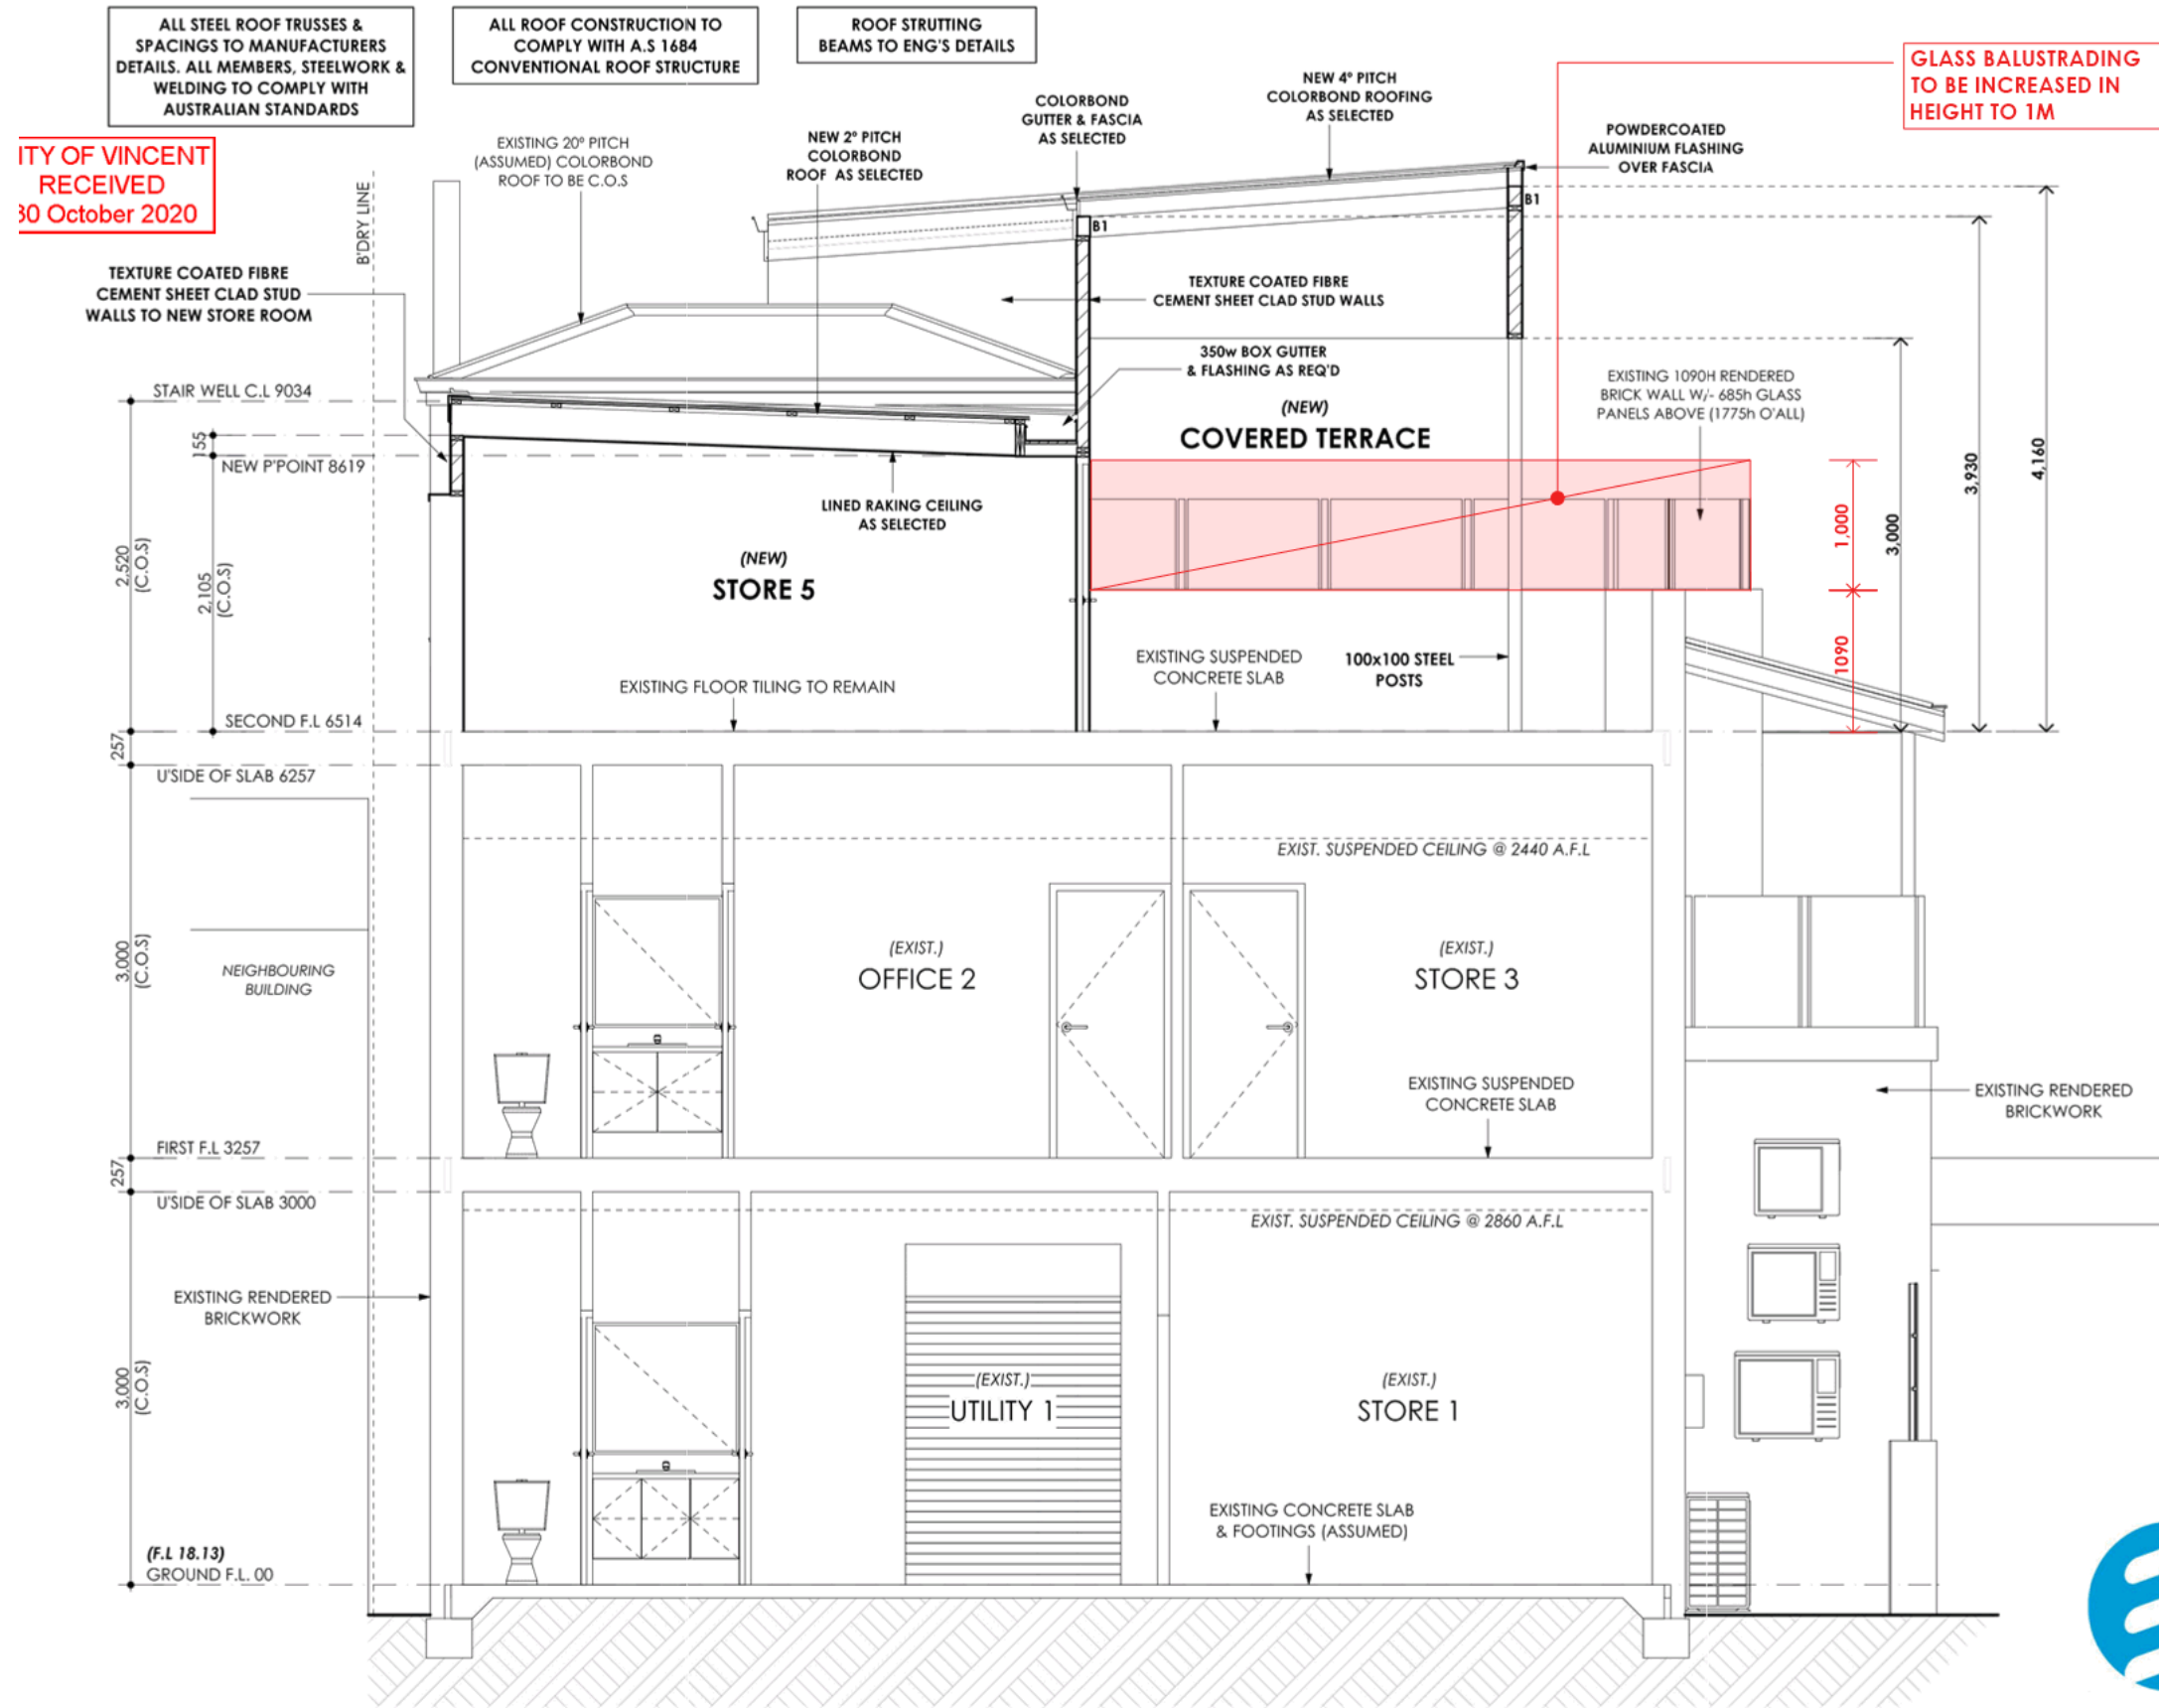 ALL STEEL ROOF TRUSSES &
SPACINGS TO MANUFACTURERS
DETAILS. ALL MEMBERS, STEELWORK &
WELDING TO COMPLY WITH
AUSTRALIAN STANDARDS
ALL ROOF CONSTRUCTION TO
COMPLY WITH A.S 1684
CONVENTIONAL ROOF STRUCTURE
ROOF STRUTTING
BEAMS TO ENG'S DETAILS
GLASS BALUSTRADING
TO BE INCREASED IN
HEIGHT TO 1M
ITY OF VINCENT
RECEIVED
30 October 2020
EXISTING 20° PITCH
(ASSUMED) COLORBOND
ROOF TO BE C.O.S
NEW 2° PITCH
COLORBOND
ROOF AS SELECTED
COLORBOND
GUTTER & FASCIA
AS SELECTED
NEW 4° PITCH
COLORBOND ROOFING
AS SELECTED
POWDERCOATED
ALUMINIUM FLASHING
OVER FASCIA
B'DRY LINE
B1
B1
TEXTURE COATED FIBRE
CEMENT SHEET CLAD STUD
WALLS TO NEW STORE ROOM
TEXTURE COATED FIBRE
CEMENT SHEET CLAD STUD WALLS
350w BOX GUTTER
& FLASHING AS REQ'D
EXISTING 1090H RENDERED
BRICK WALL W/- 685h GLASS
PANELS ABOVE (1775h O'ALL)
STAIR WELL C.L 9034
(NEW)
COVERED TERRACE
155
NEW P'POINT 8619
3,930
4,160
LINED RAKING CEILING
AS SELECTED
1,000
3,000
2,520
(C.O.S)
2,105
(C.O.S)
(NEW)
STORE 5
1090
EXISTING SUSPENDED
CONCRETE SLAB
100x100 STEEL
POSTS
EXISTING FLOOR TILING TO REMAIN
SECOND F.L 6514
257
U'SIDE OF SLAB 6257
EXIST. SUSPENDED CEILING @ 2440 A.F.L
3,000
(C.O.S)
NEIGHBOURING
BUILDING
(EXIST.)
OFFICE 2
(EXIST.)
STORE 3
EXISTING SUSPENDED
CONCRETE SLAB
EXISTING RENDERED
BRICKWORK
FIRST F.L 3257
257
U'SIDE OF SLAB 3000
EXIST. SUSPENDED CEILING @ 2860 A.F.L
EXISTING RENDERED
BRICKWORK
3,000
(C.O.S)
(EXIST.)
UTILITY 1
(EXIST.)
STORE 1
EXISTING CONCRETE SLAB
& FOOTINGS (ASSUMED)
(F.L 18.13)
GROUND F.L. 00